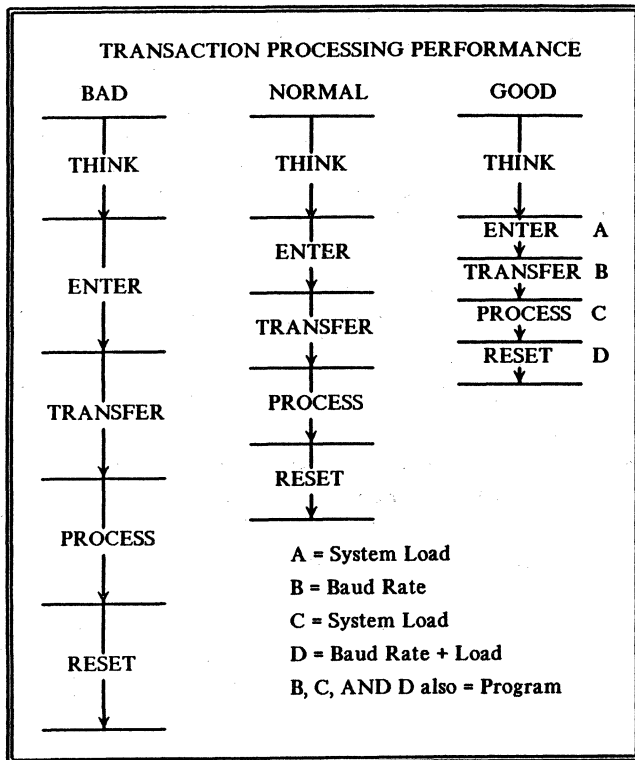 TRANSACTION PROCESSING PERFORMANCE
BAD NORMAL GOOD
THINK THINK THINK
ENTER A
ENTER
TRANSFER B
ENTER
PROCESS C
TRANSFER
RESET D
TRANSFER
PROCESS
RESET
PROCESS
A = System Load
B = Baud Rate
C = System Load
RESET
D = Baud Rate + Load
B, C, AND D also = Program